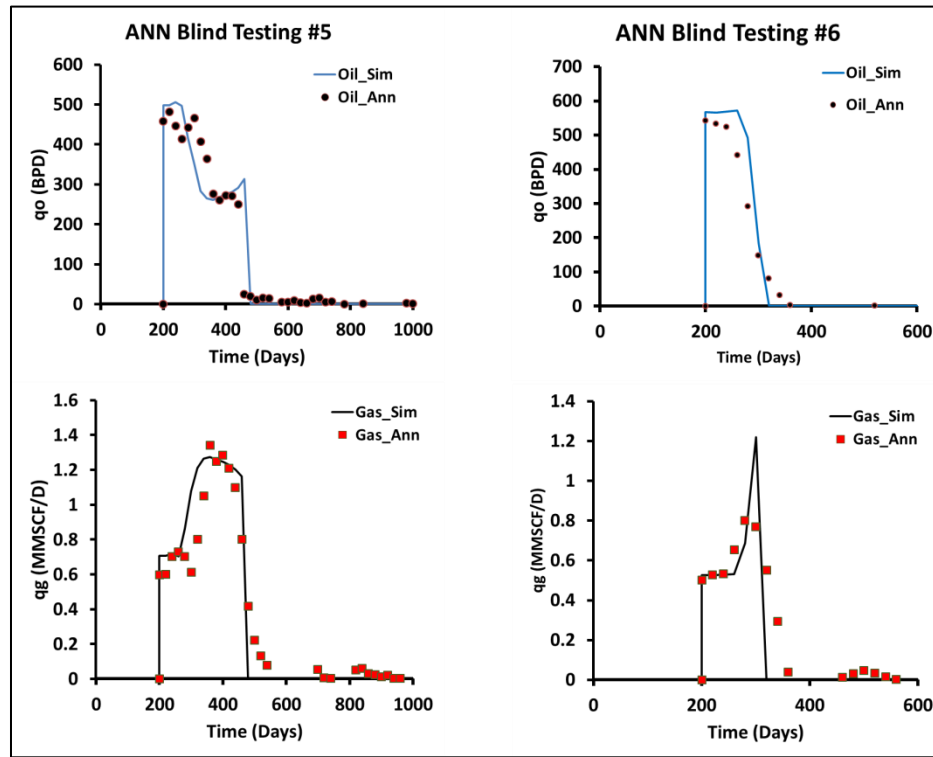 ANN Blind Testing #5
600
500
400
300
200
100
0
qo (BPD)
Oil_Sim
Oil_Ann
0
200
400
600
800
1000
Time (Days)
ANN Blind Testing #6
700
600
500
400
300
200
100
0
qo (BPD)
Oil_Sim
Oil_Ann
0
200
400
600
Time (Days)
1.6
1.4
1.2
1
0.8
0.6
0.4
0.2
0
qg (MMSCF/D)
Gas_Sim
Gas_Ann
0
200
400
600
800
1000
Time (Days)
1.4
1.2
1
0.8
0.6
0.4
0.2
0
qg (MMSCF/D)
Gas_Sim
Gas_Ann
0
200
400
600
Time (Days)